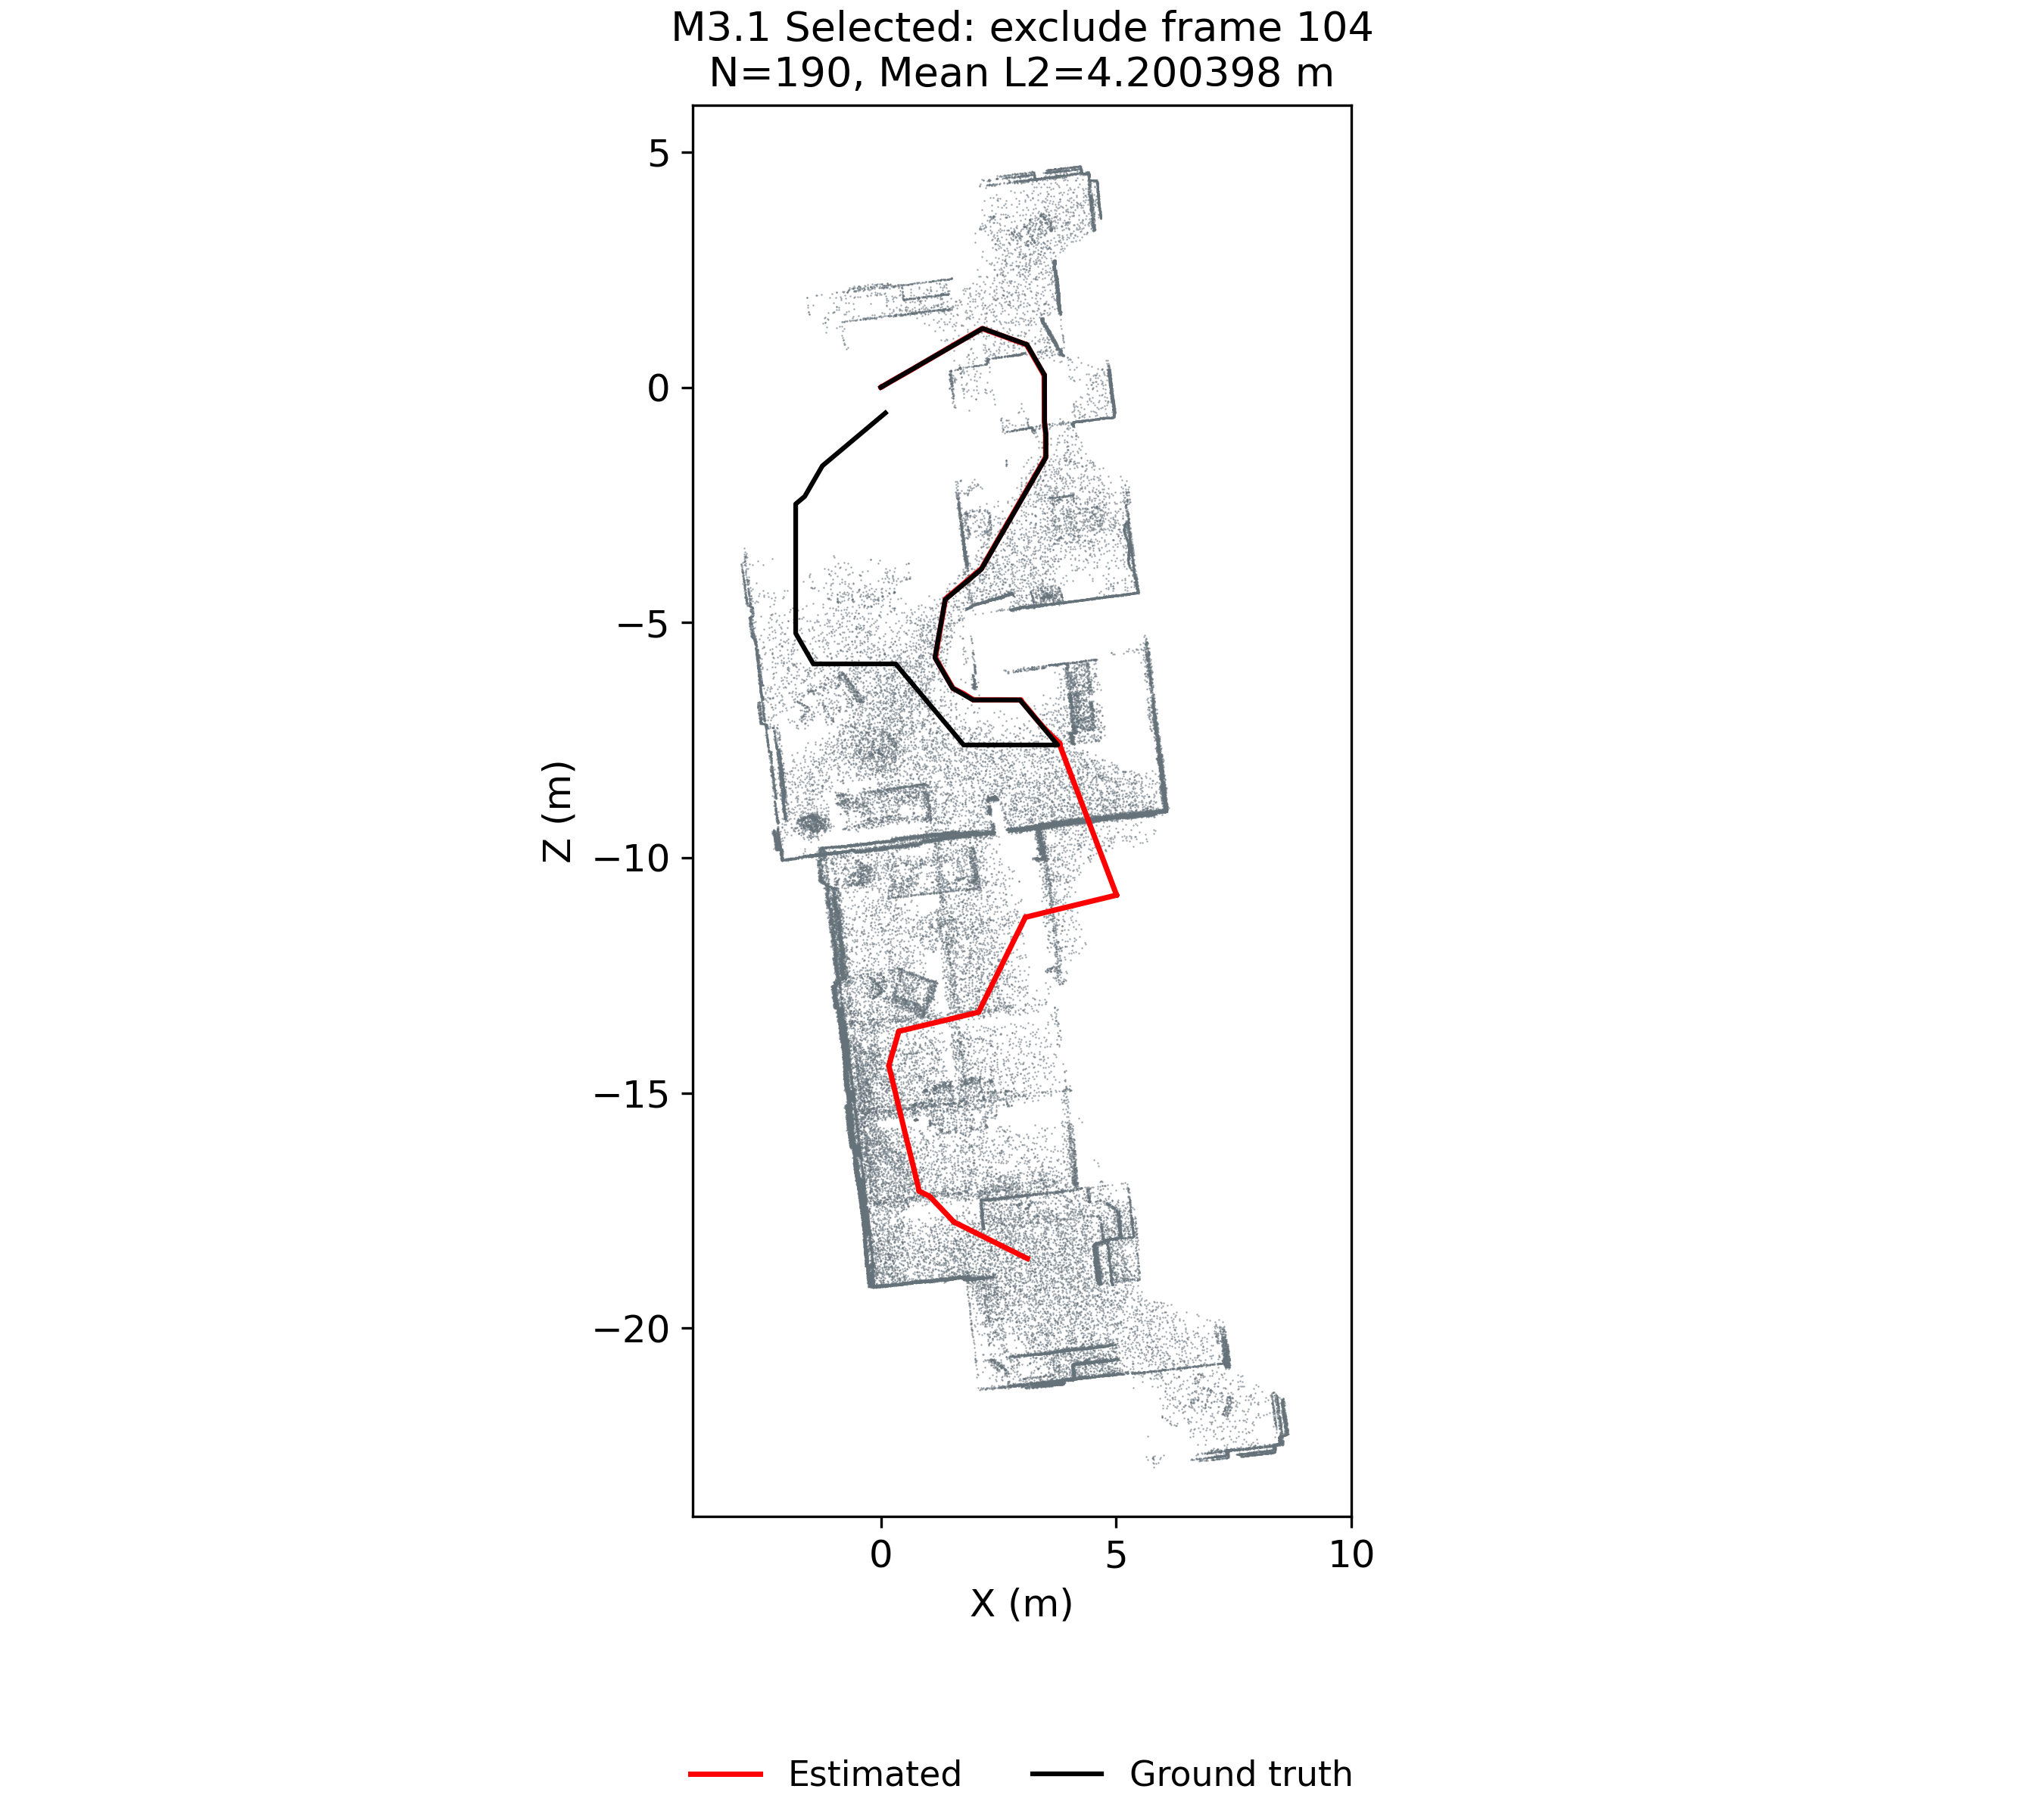 M3.1 Selected: exclude frame 104
N=190, Mean L2=4.200398 m
5
0
−5
−10
−15
−20
Z (m)
0 5 10
X (m)
Estimated Ground truth